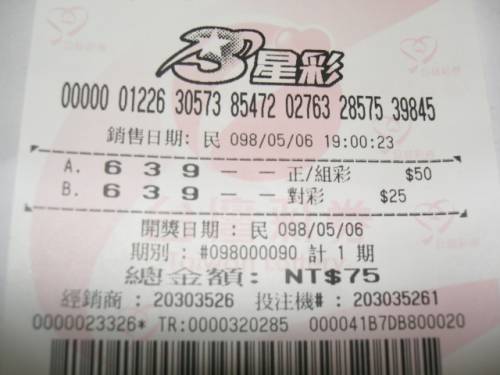 3星彩
00000 01226 30573 85472 02763 28575 39845
銷售日期: 民 098/05/06 19:00:23
A. 6 3 9 - - 正/組彩 $50
B. 6 3 9 - - 對彩 $25
開獎日期 : 民 098/05/06
期別 : #098000090 計 1 期
總金額: NT$75
經銷商 : 20303526 投注機# : 203035261
0000023326* TR:0000320285 000041B7DB800020